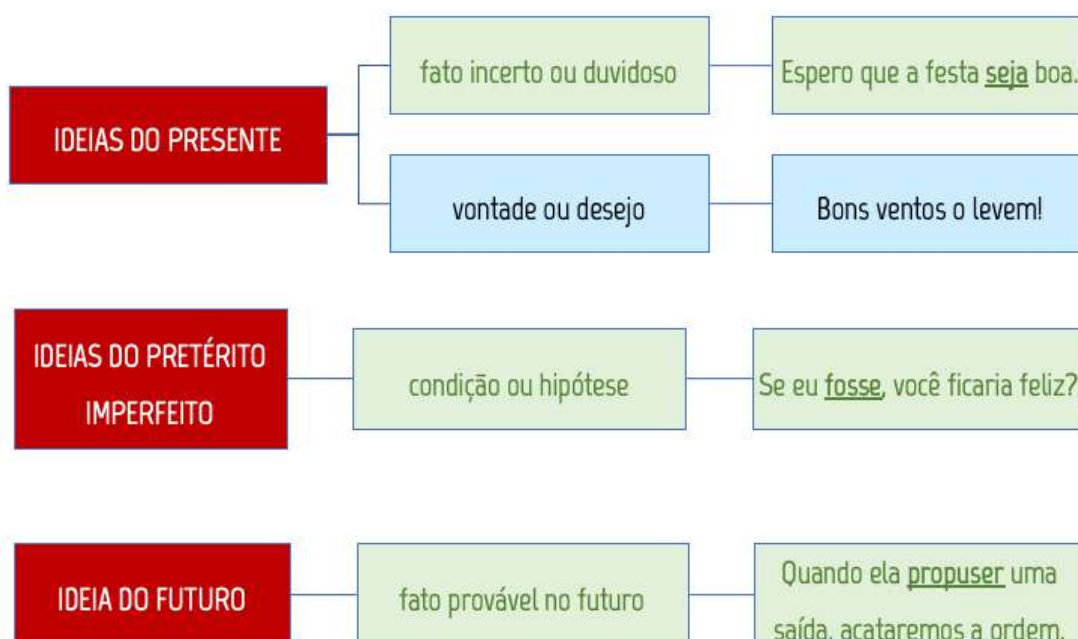 IDEIAS DO PRESENTE
fato incerto ou duvidoso
Espero que a festa seja boa.
vontade ou desejo
Bons ventos o levem!
IDEIAS DO PRETÉRITO
IMPERFEITO
condição ou hipótese
Se eu fosse, você ficaria feliz?
IDEIA DO FUTURO
fato provável no futuro
Quando ela propuser uma
saída, acataremos a ordem.